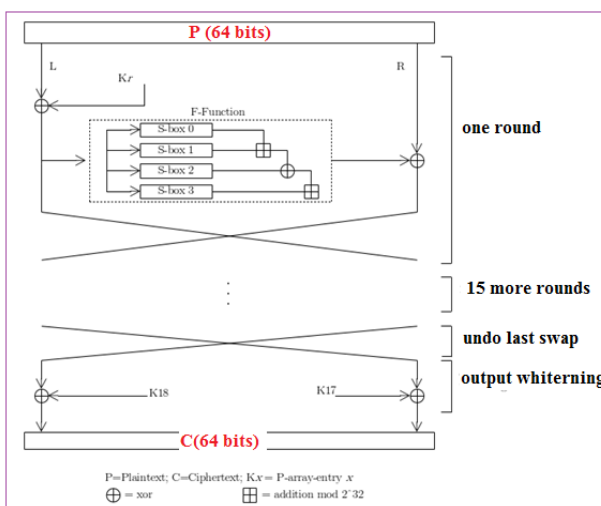 P (64 bits)
L
R
Kr
F-Function
one round
S-box 0
S-box 1
S-box 2
S-box 3
15 more rounds
undo last swap
output whiterning
K18
K17
C(64 bits)
P=Plaintext; C=Ciphertext; Kx= P-array-entry x
= xor
= addition mod 2^32